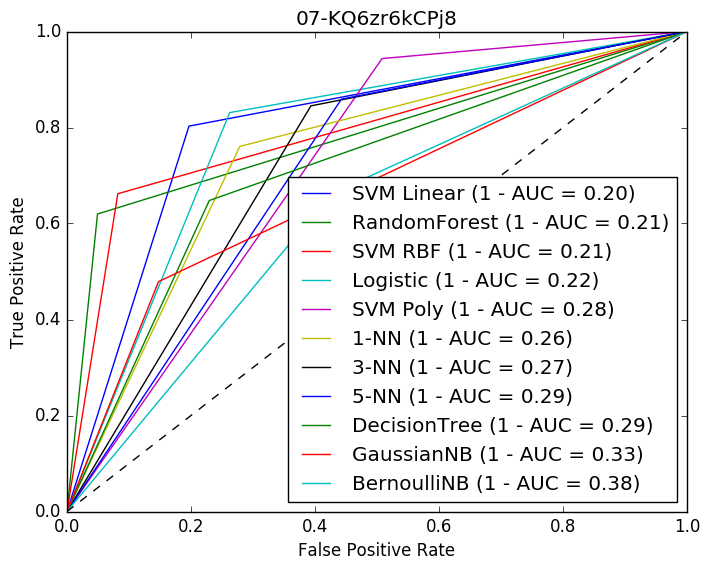 07-KQ6zr6kCPj8
True Positive Rate
1.0
0.8
0.6
0.4
0.2
0.0
SVM Linear (1 - AUC = 0.20)
RandomForest (1 - AUC = 0.21)
SVM RBF (1 - AUC = 0.21)
Logistic (1 - AUC = 0.22)
SVM Poly (1 - AUC = 0.28)
1-NN (1 - AUC = 0.26)
3-NN (1 - AUC = 0.27)
5-NN (1 - AUC = 0.29)
DecisionTree (1 - AUC = 0.29)
GaussianNB (1 - AUC = 0.33)
BernoulliNB (1 - AUC = 0.38)
0.0 0.2 0.4 0.6 0.8 1.0
False Positive Rate